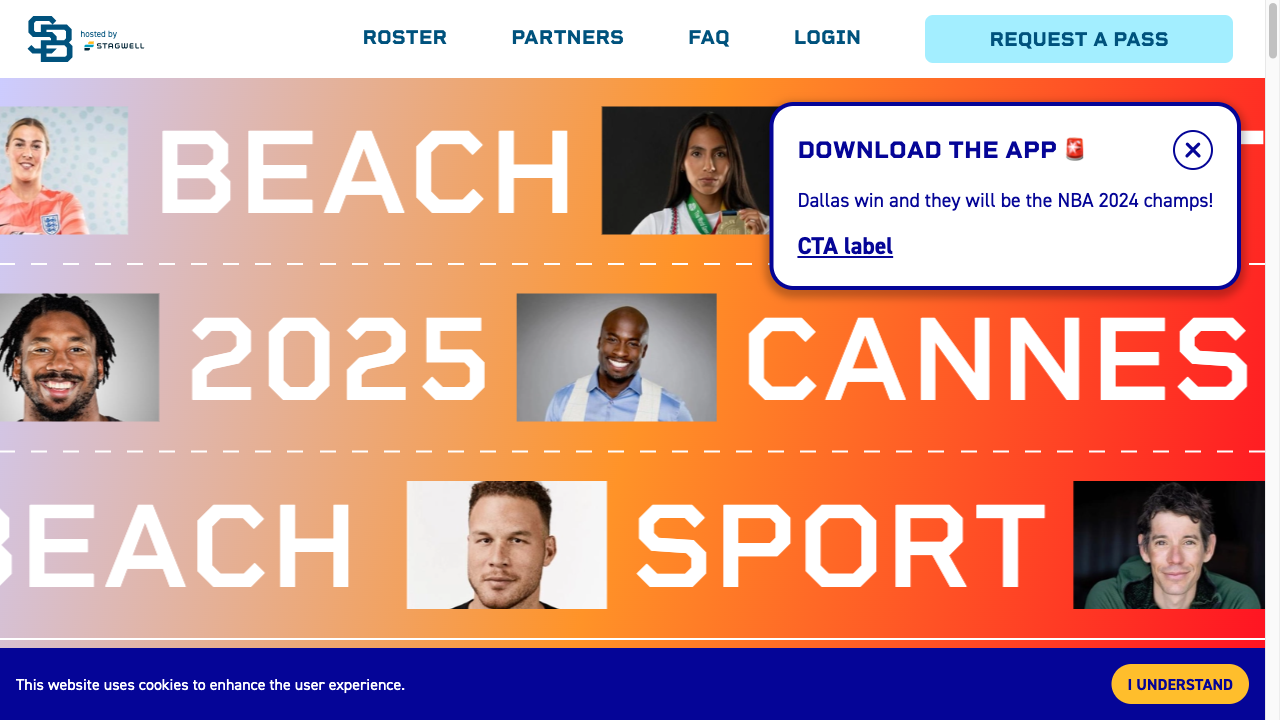 SB
hosted by
STAGWELL
ROSTER
PARTNERS
FAQ
LOGIN
REQUEST A PASS
BEACH
DOWNLOAD THE APP 🚨
Dallas win and they will be the NBA 2024 champs!
CTA label
2025
CANNES
BEACH
SPORT
This website uses cookies to enhance the user experience.
I UNDERSTAND